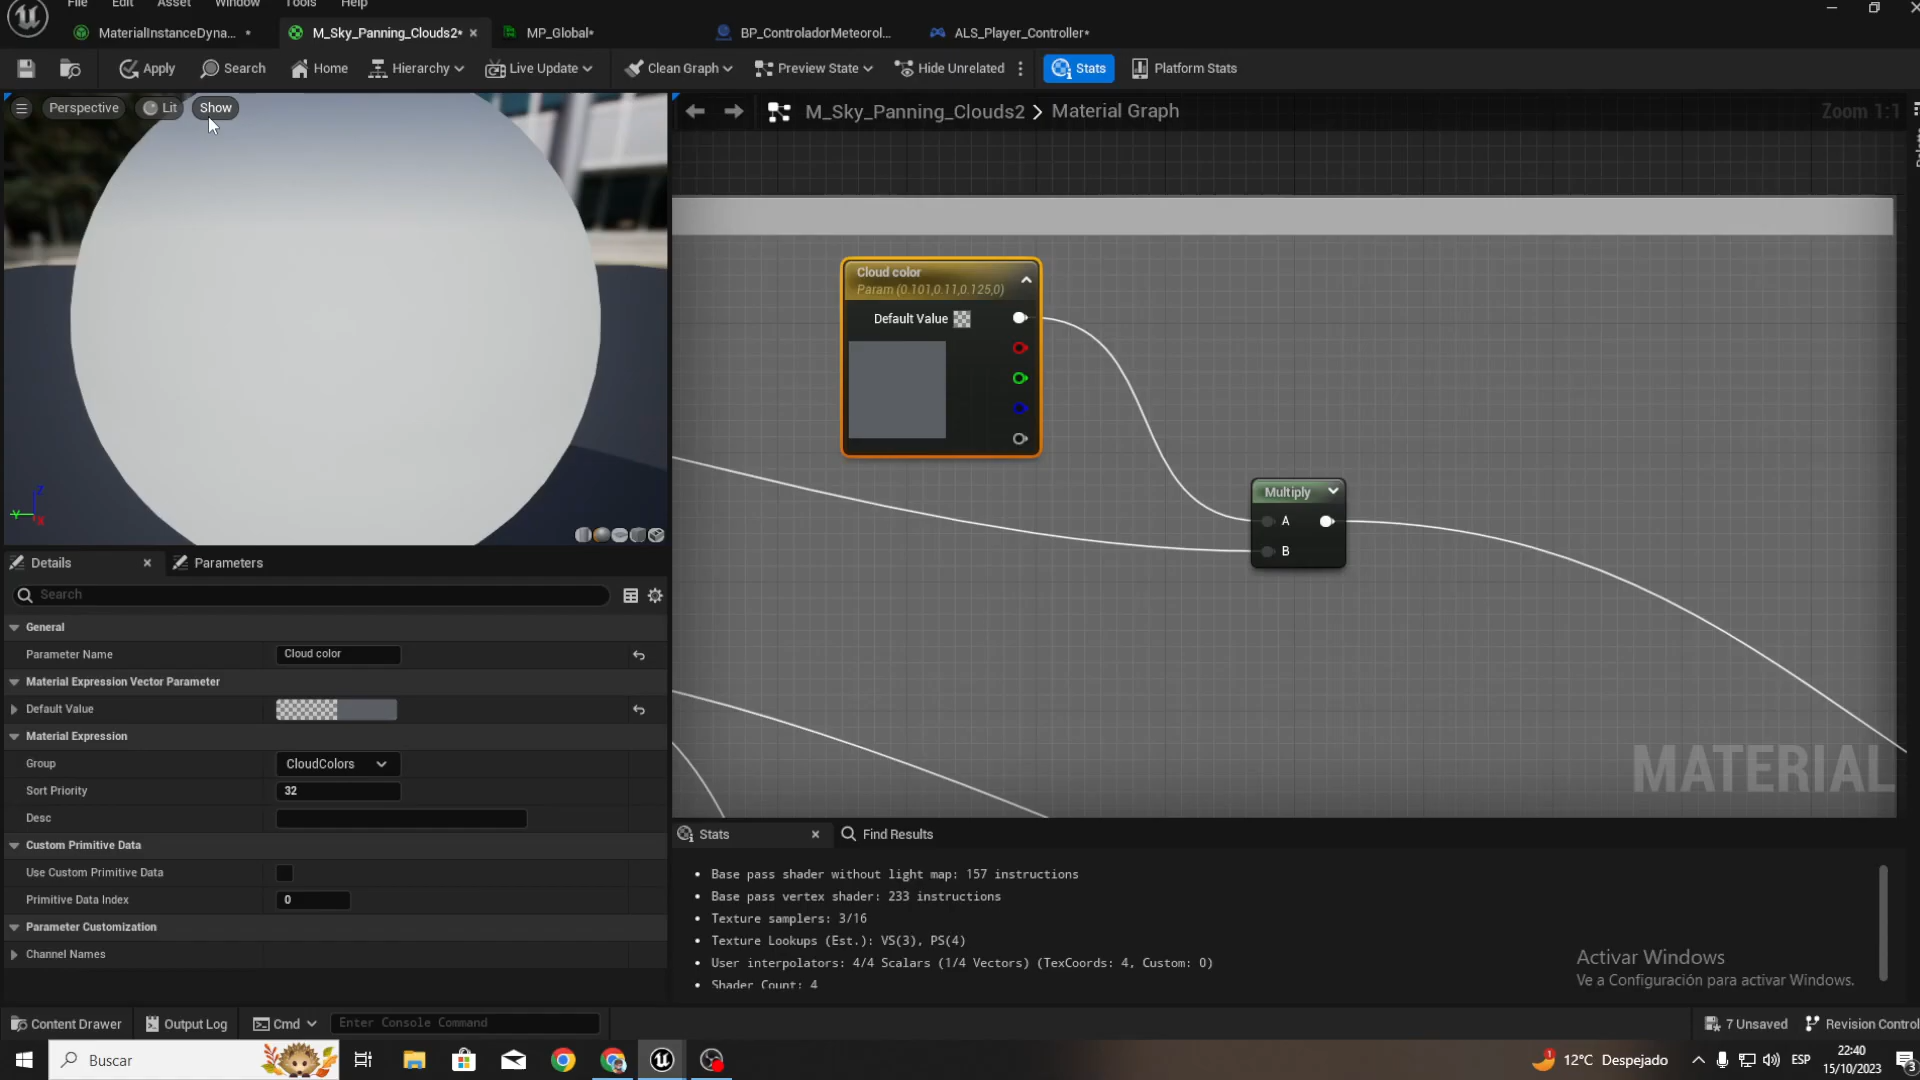 File Edit Asset Window Tools Help
MaterialInstanceDyna... • M_Sky_Panning_Clouds2* MP_Global* BP_ControladorMeteorol... ALS_Player_Controller*
Apply Search Home Hierarchy Live Update Clean Graph Preview State Hide Unrelated Stats Platform Stats
Perspective Lit Show
M_Sky_Panning_Clouds2 > Material Graph Zoom 1:1
Cloud color
Param (0.101,0.11,0.125,0)
Default Value
Multiply
A
B
MATERIAL
Details Parameters
Search
General
Parameter Name Cloud color
Material Expression Vector Parameter
Default Value
Material Expression
Group CloudColors
Sort Priority 32
Desc
Custom Primitive Data
Use Custom Primitive Data
Primitive Data Index 0
Parameter Customization
Channel Names
Stats Find Results
• Base pass shader without light map: 157 instructions
• Base pass vertex shader: 233 instructions
• Texture samplers: 3/16
• Texture Lookups (Est.): VS(3), PS(4)
• User interpolators: 4/4 Scalars (1/4 Vectors) (TexCoords: 4, Custom: 0)
• Shader Count: 4
Activar Windows
Ve a Configuración para activar Windows.
Content Drawer Output Log Cmd Enter Console Command 7 Unsaved Revision Control
Buscar 1 12°C Despejado ESP 22:40
15/10/2023 3